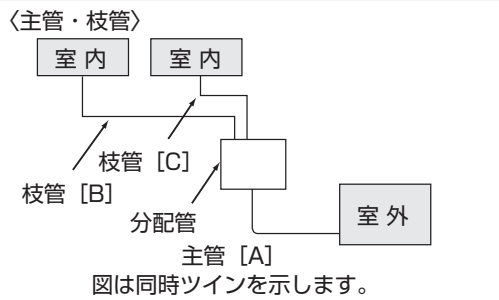 〈主管・枝管〉
室 内
室 内
枝管［C］
枝管［B］
分配管
室 外
主管［A］
図は同時ツインを示します。